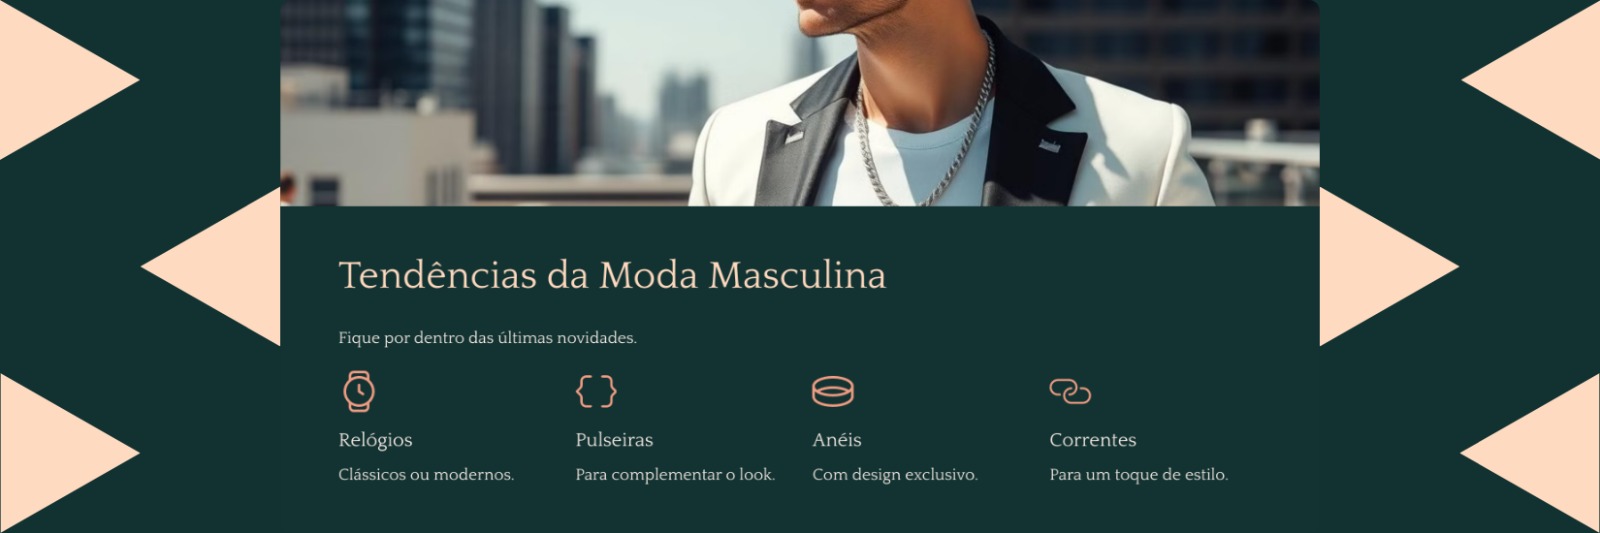 Tendências da Moda Masculina
Fique por dentro das últimas novidades.
Relógios
Clássicos ou modernos.
Pulseiras
Para complementar o look.
Anéis
Com design exclusivo.
Correntes
Para um toque de estilo.